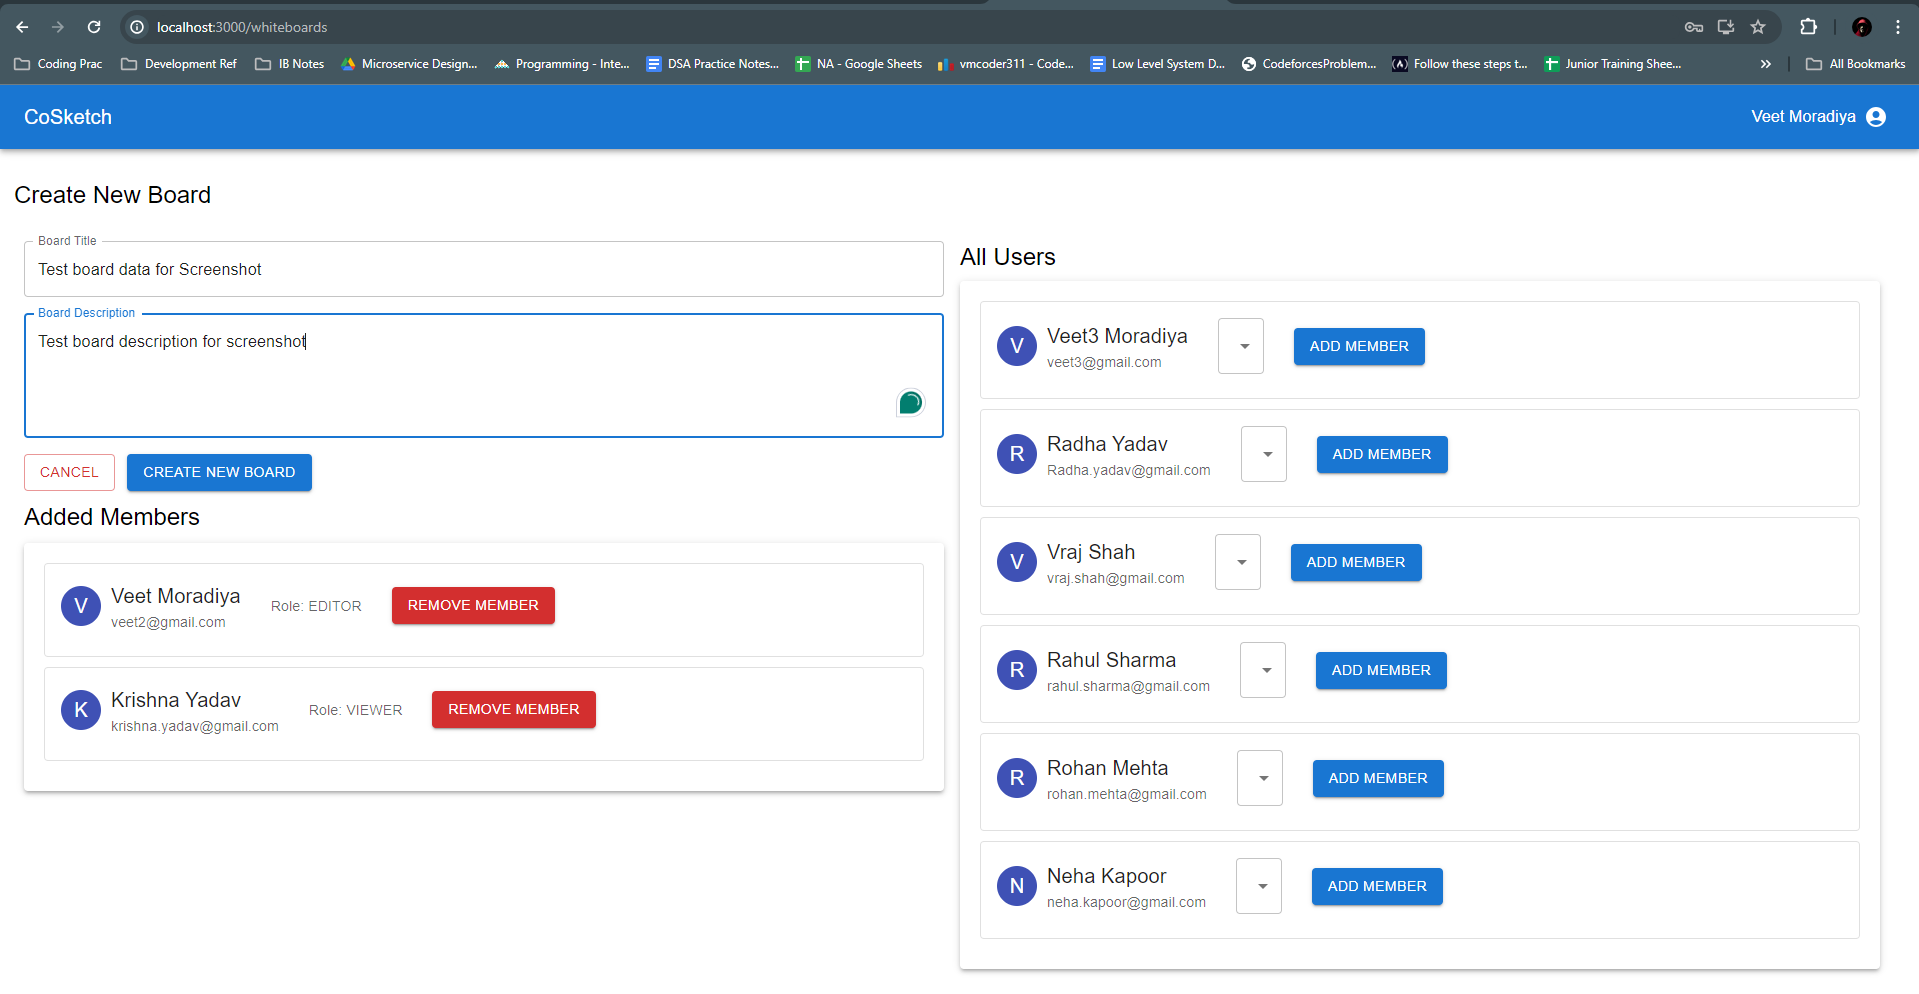 localhost:3000/whiteboards
Coding Prac
Development Ref
IB Notes
Microservice Design...
Programming - Inte...
DSA Practice Notes...
NA - Google Sheets
vmcoder311 - Code...
Low Level System D...
CodeforcesProblem...
Follow these steps t...
Junior Training Shee...
All Bookmarks
CoSketch
Veet Moradiya
Create New Board
Board Title
Test board data for Screenshot
Board Description
Test board description for screenshot
CANCEL
CREATE NEW BOARD
Added Members
V
Veet Moradiya
veet2@gmail.com
Role: EDITOR
REMOVE MEMBER
K
Krishna Yadav
krishna.yadav@gmail.com
Role: VIEWER
REMOVE MEMBER
All Users
V
Veet3 Moradiya
veet3@gmail.com
ADD MEMBER
R
Radha Yadav
Radha.yadav@gmail.com
ADD MEMBER
V
Vraj Shah
vraj.shah@gmail.com
ADD MEMBER
R
Rahul Sharma
rahul.sharma@gmail.com
ADD MEMBER
R
Rohan Mehta
rohan.mehta@gmail.com
ADD MEMBER
N
Neha Kapoor
neha.kapoor@gmail.com
ADD MEMBER